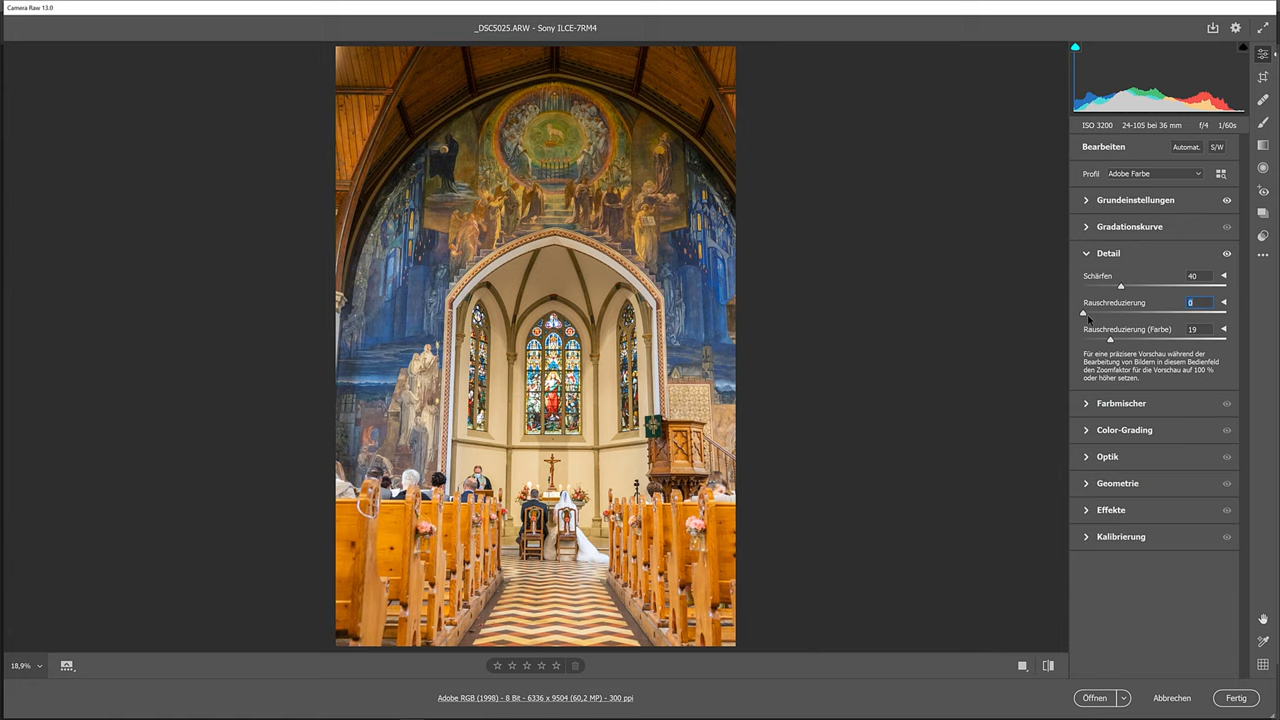 Camera Raw 13.0
_DSC5025.ARW - Sony ILCE-7RM4
ISO 3200 24-105 bei 36 mm f/4 1/60s
Bearbeiten Automat. S/W
Profil Adobe Farbe
Grundeinstellungen
Gradationskurve
Detail
Schärfen 40
Rauschreduzierung 0
Rauschreduzierung (Farbe) 19
Für eine präzisere Vorschau während der
Bearbeitung von Bildern in diesem Bedienfeld
den Zoomfaktor für die Vorschau auf 100 %
oder höher setzen.
Farbmischer
Color-Grading
Optik
Geometrie
Effekte
Kalibrierung
18,9%
Adobe RGB (1998) - 8 Bit - 6336 x 9504 (60,2 MP) - 300 ppi
Öffnen Abbrechen Fertig